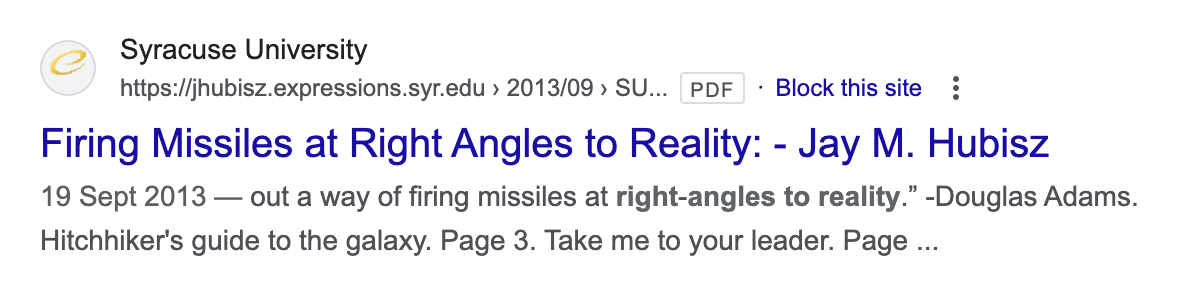 Syracuse University
https://jhubisz.expressions.syr.edu › 2013/09 › SU... PDF · Block this site
Firing Missiles at Right Angles to Reality: - Jay M. Hubisz
19 Sept 2013 — out a way of firing missiles at right-angles to reality.” -Douglas Adams.
Hitchhiker's guide to the galaxy. Page 3. Take me to your leader. Page ...